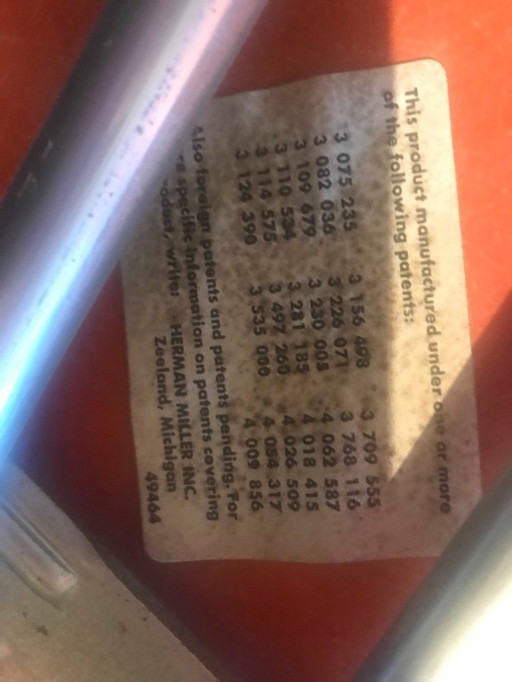 This product manufactured under one or more
of the following patents:
3 075 235 3 156 498 3 709 555
3 082 036 3 226 071 3 768 116
3 109 679 3 230 005 4 062 587
3 110 534 3 281 185 4 018 415
3 114 575 3 497 260 4 026 509
3 124 390 3 535 000 4 054 317
4 009 856
Also foreign patents and patents pending. For
specific information on patents covering
write: HERMAN MILLER INC.
Zeeland, Michigan
49464